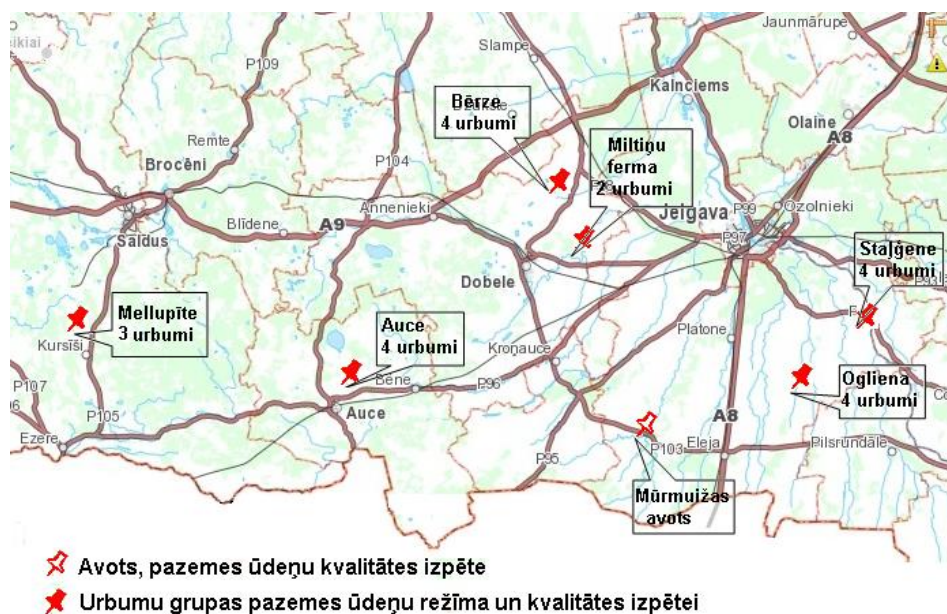 Jaunmārupe
Slampe
P109
Kalnciems
Bērze
4 urbumi
Olaine
A8
Remte
Miltiņu
ferma
2 urbumi
Brocēni
P104
Annenieki
Blīdene
A9
Jelgava
P99
Ozolnieki
P97
Saldus
Staļģene
4 urbumi
P93
Dobele
Mellupīte
3 urbumi
Auce
4 urbumi
Platone
Kursīši
Kroņauce
Ogliena
4 urbumi
Bēne
P96
P107
P105
Auce
A8
Ezere
Eleja
Pilsrundāle
P103
P95
Mūrmuižas
avots
Avots, pazemes ūdeņu kvalitātes izpēte
Urbumu grupas pazemes ūdeņu režīma un kvalitātes izpētei